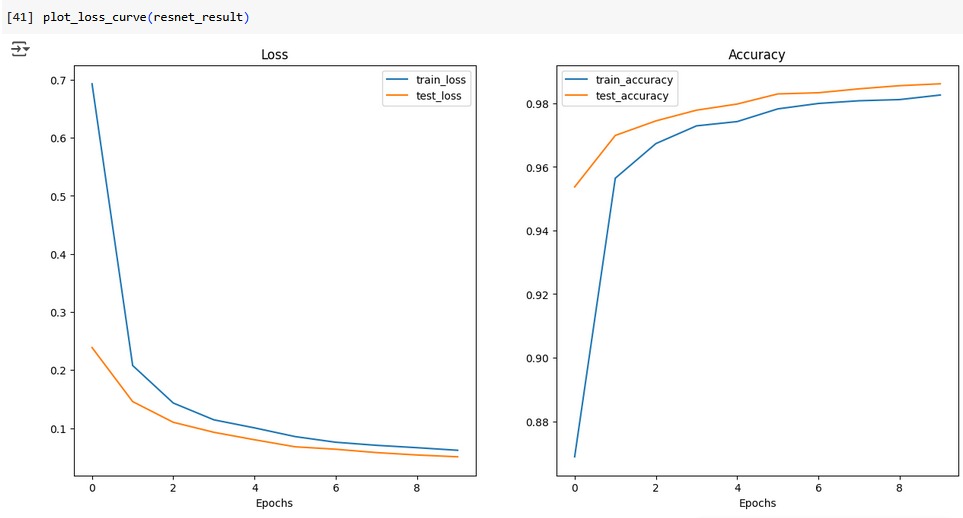 [41] plot_loss_curve(resnet_result)
Loss
Accuracy
0.7
0.6
0.5
0.4
0.3
0.2
0.1
train_loss
test_loss
0 2 4 6 8
Epochs
0.98
0.96
0.94
0.92
0.90
0.88
train_accuracy
test_accuracy
0 2 4 6 8
Epochs